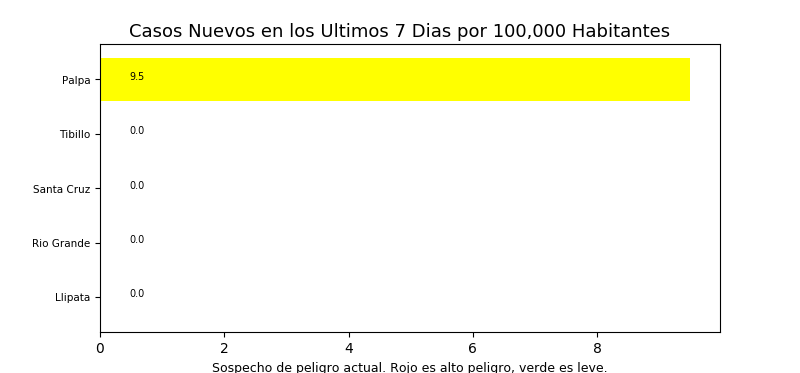 Casos Nuevos en los Ultimos 7 Dias por 100,000 Habitantes
Palpa 9.5
Tibillo 0.0
Santa Cruz 0.0
Rio Grande 0.0
Llipata 0.0
0 2 4 6 8
Sospecho de peligro actual. Rojo es alto peligro, verde es leve.